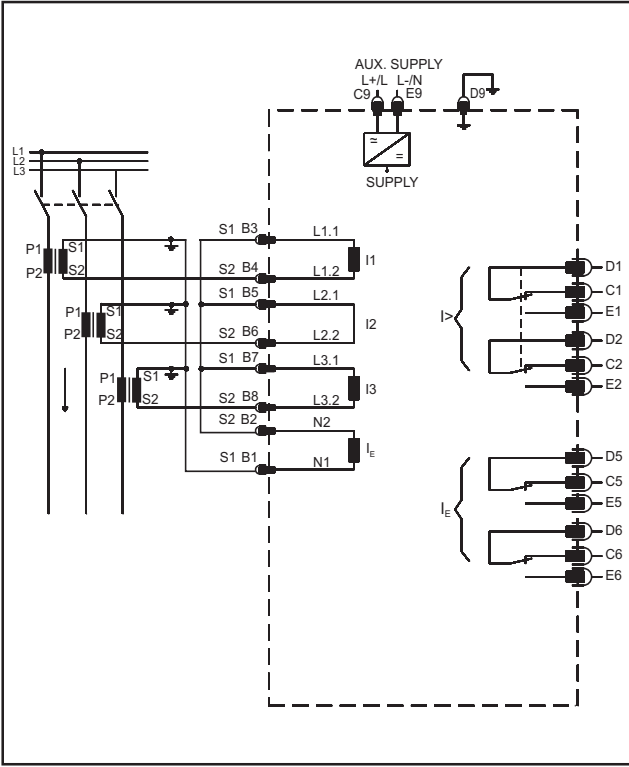 AUX. SUPPLY
L+/L L-/N
C9 E9 D9
≃
=
SUPPLY
L1
L2
L3
P1 S1
P2 S2
P1 S1
P2 S2
P1 S1
P2 S2
S1 B3 L1.1
I1
S2 B4 L1.2
S1 B5 L2.1
I2
S2 B6 L2.2
S1 B7 L3.1
I3
S2 B8 L3.2
S2 B2 N2
IE
S1 B1 N1
I>
D1
C1
E1
D2
C2
E2
IE
D5
C5
E5
D6
C6
E6